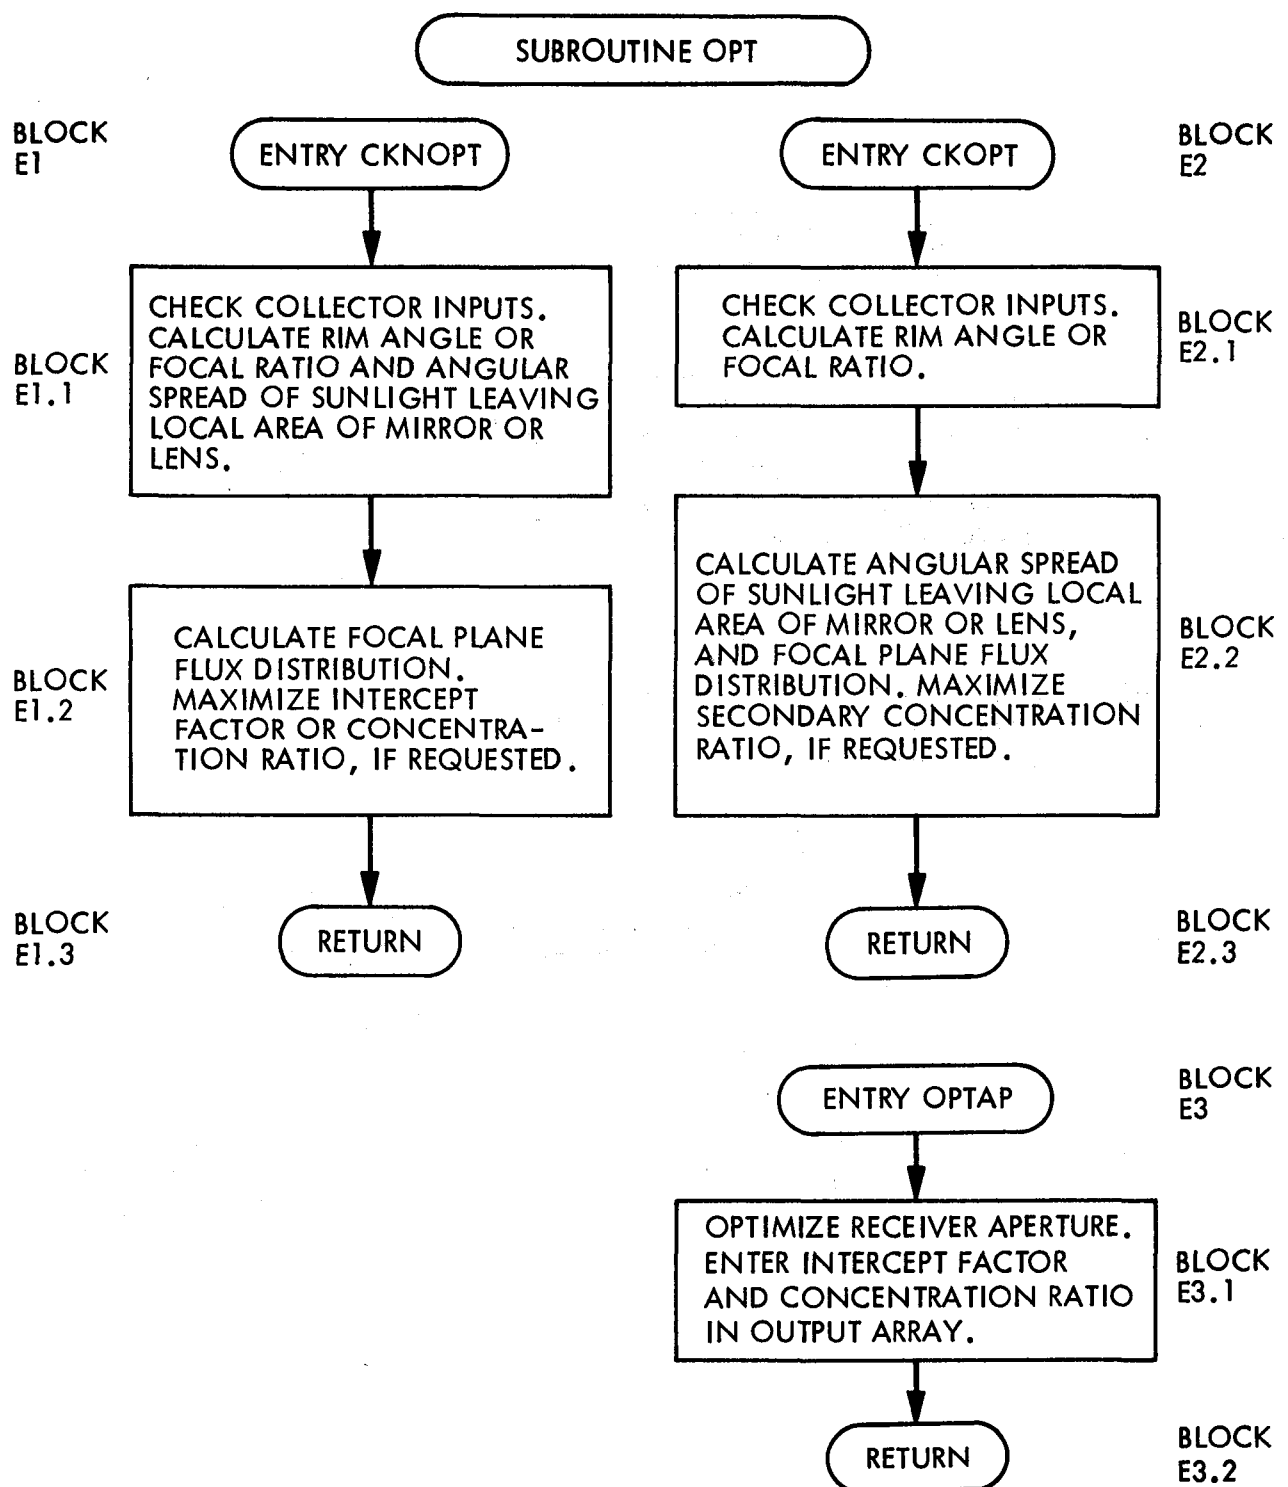 SUBROUTINE OPT
BLOCK
E1
ENTRY CKNOPT
BLOCK
E1.1
CHECK COLLECTOR INPUTS.
CALCULATE RIM ANGLE OR
FOCAL RATIO AND ANGULAR
SPREAD OF SUNLIGHT LEAVING
LOCAL AREA OF MIRROR OR
LENS.
BLOCK
E1.2
CALCULATE FOCAL PLANE
FLUX DISTRIBUTION.
MAXIMIZE INTERCEPT
FACTOR OR CONCENTRA-
TION RATIO, IF REQUESTED.
BLOCK
E1.3
RETURN
ENTRY CKOPT
BLOCK
E2
CHECK COLLECTOR INPUTS.
CALCULATE RIM ANGLE OR
FOCAL RATIO.
BLOCK
E2.1
CALCULATE ANGULAR SPREAD
OF SUNLIGHT LEAVING LOCAL
AREA OF MIRROR OR LENS,
AND FOCAL PLANE FLUX
DISTRIBUTION. MAXIMIZE
SECONDARY CONCENTRATION
RATIO, IF REQUESTED.
BLOCK
E2.2
RETURN
BLOCK
E2.3
ENTRY OPTAP
BLOCK
E3
OPTIMIZE RECEIVER APERTURE.
ENTER INTERCEPT FACTOR
AND CONCENTRATION RATIO
IN OUTPUT ARRAY.
BLOCK
E3.1
RETURN
BLOCK
E3.2